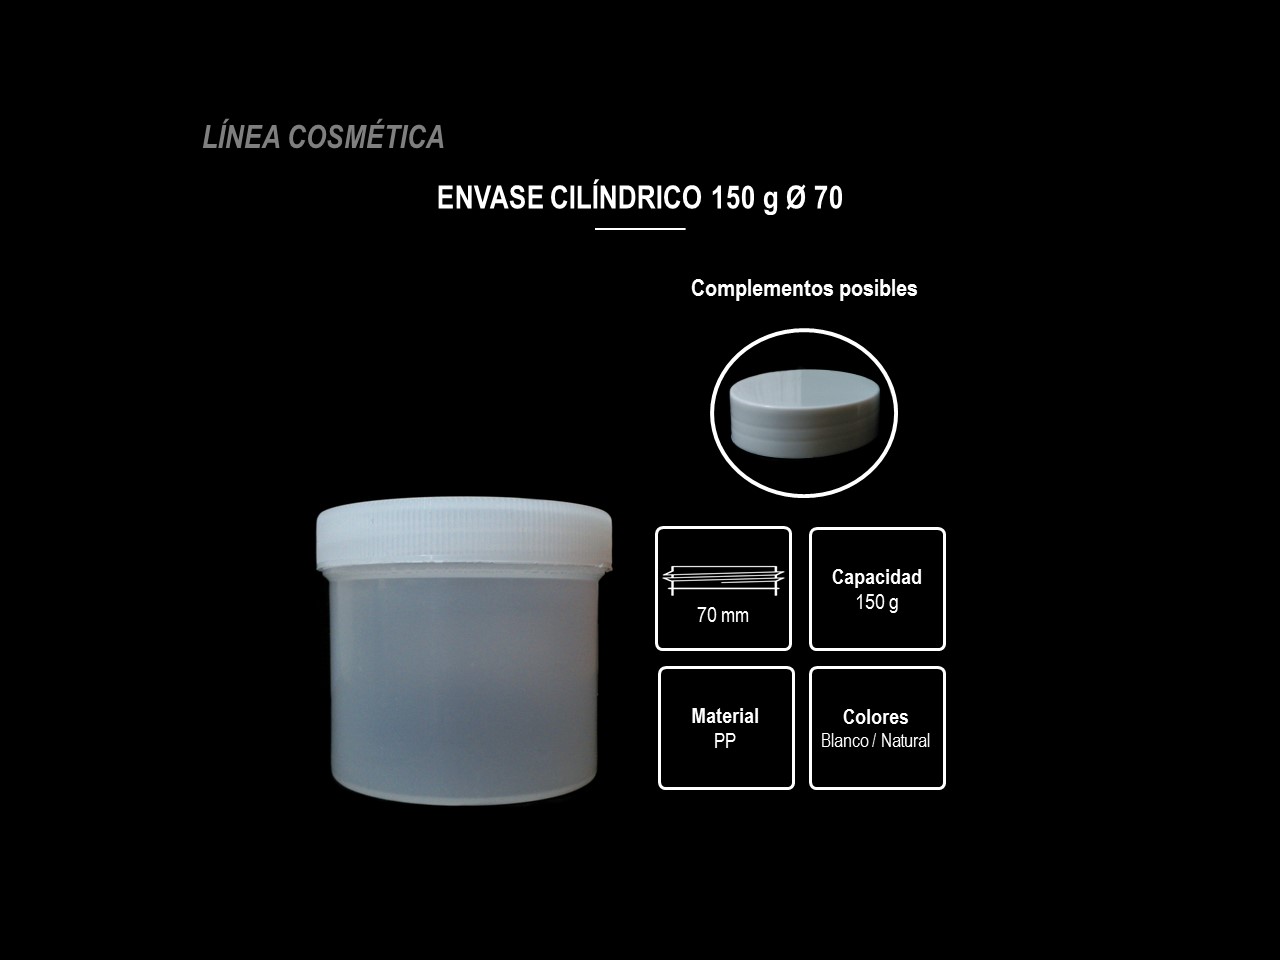 LÍNEA COSMÉTICA
ENVASE CILÍNDRICO 150 g Ø 70
Complementos posibles
70 mm
Capacidad
150 g
Material
PP
Colores
Blanco / Natural